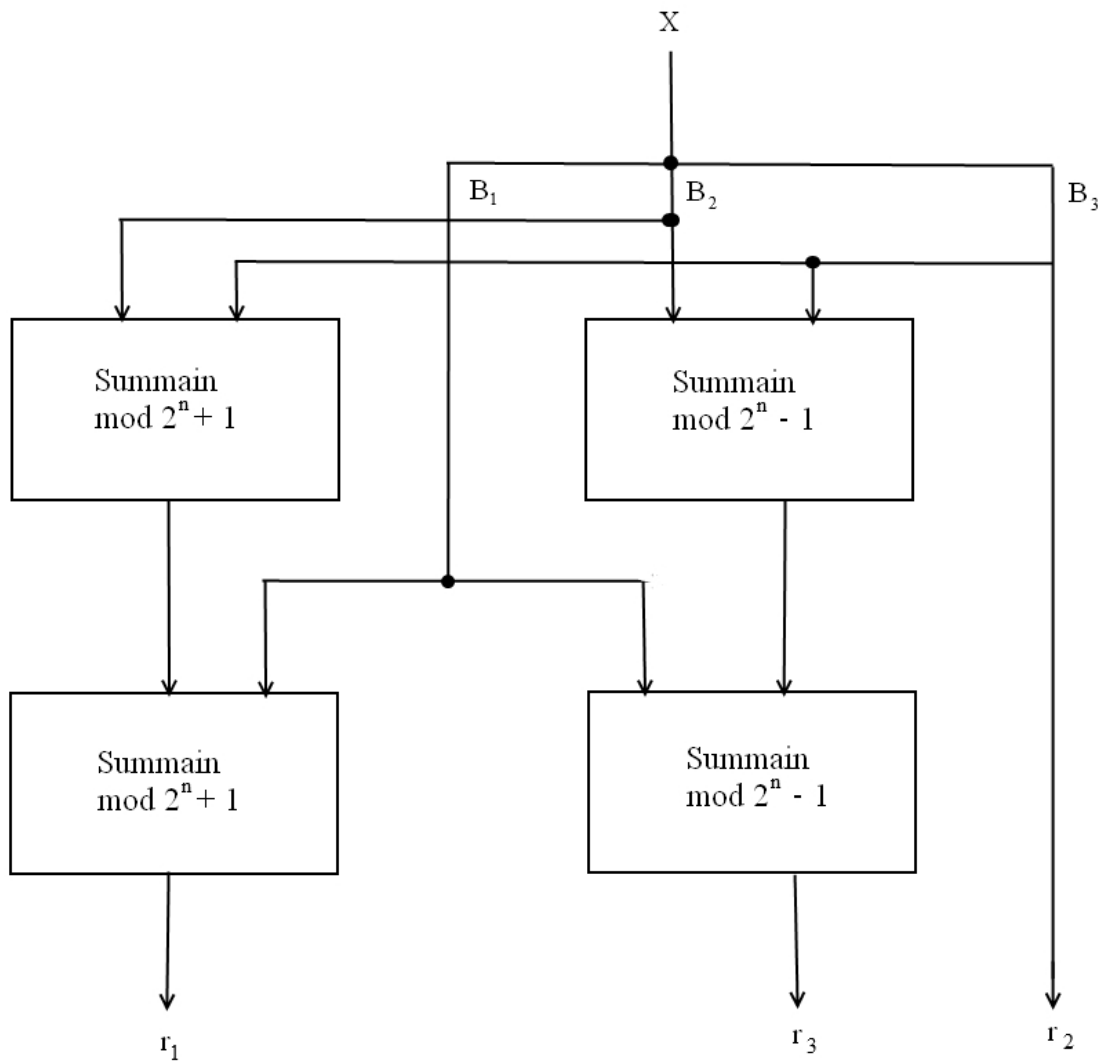 X
B₁
B₂
B₃
Summain
mod 2ⁿ + 1
Summain
mod 2ⁿ - 1
Summain
mod 2ⁿ + 1
Summain
mod 2ⁿ - 1
r₁
r₃
r₂